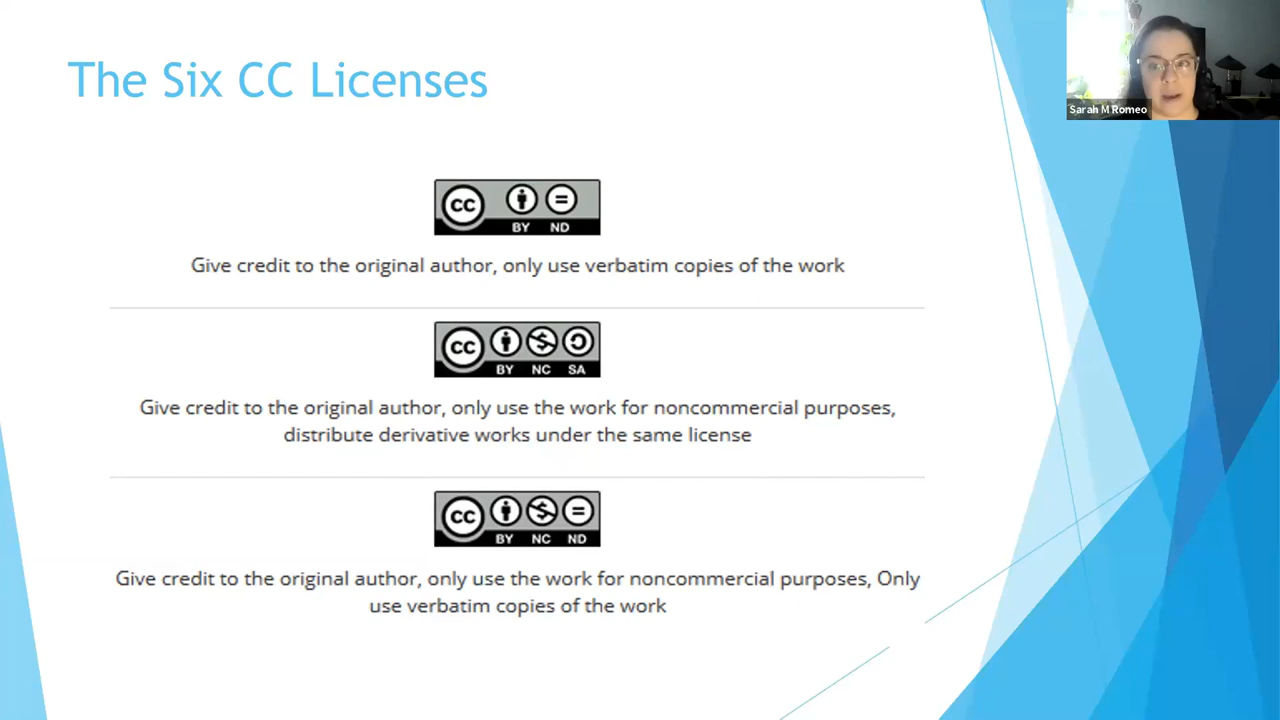 The Six CC Licenses
Sarah M Romeo
CC
BY ND
Give credit to the original author, only use verbatim copies of the work
CC
BY NC SA
Give credit to the original author, only use the work for noncommercial purposes,
distribute derivative works under the same license
CC
BY NC ND
Give credit to the original author, only use the work for noncommercial purposes, Only
use verbatim copies of the work